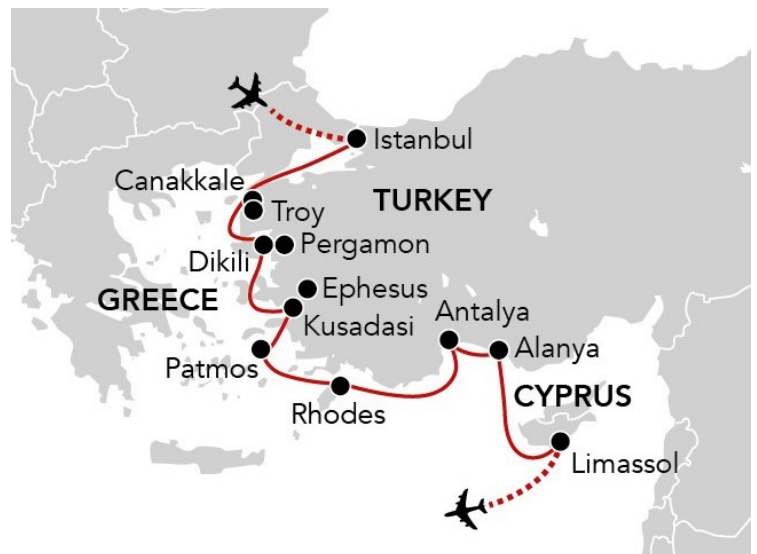 Istanbul
Canakkale
TURKEY
Troy
Pergamon
Dikili
Ephesus
GREECE
Kusadasi
Antalya
Alanya
Patmos
Rhodes
CYPRUS
Limassol